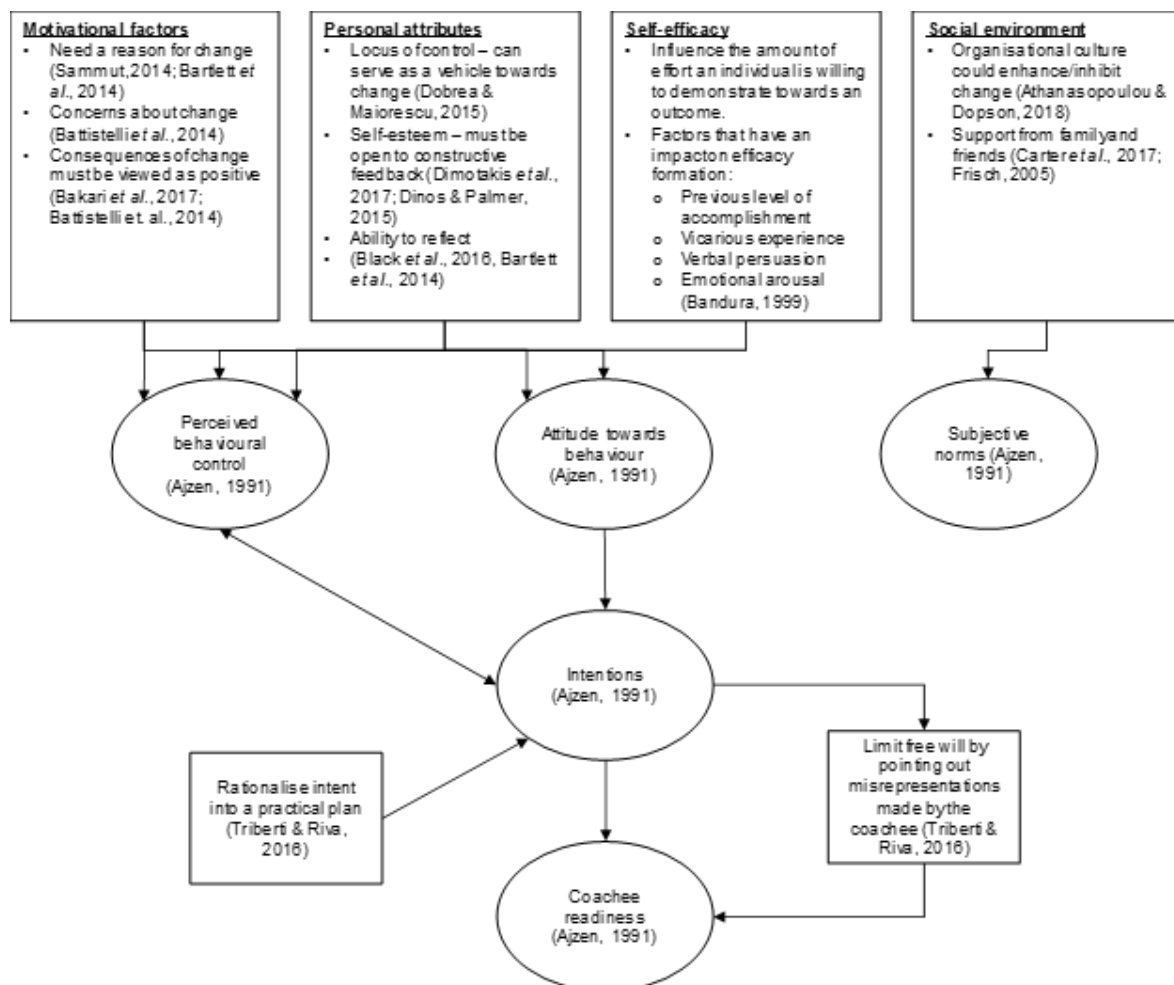 Motivational factors
▪ Need a reason for change
(Sammut, 2014; Bartlett et
al., 2014)
▪ Concerns about change
(Battistelli et al., 2014)
▪ Consequences of change
must be viewed as positive
(Bakari et al., 2017;
Battistelli et. al., 2014)
Personal attributes
▪ Locus of control – can
serve as a vehicle towards
change (Dobrea &
Maiorescu, 2015)
▪ Self-esteem – must be
open to constructive
feedback (Dimotakis et al.,
2017; Dinos & Palmer,
2015)
▪ Ability to reflect
▪ (Black et al., 2016, Bartlett
et al., 2014)
Self-efficacy
▪ Influence the amount of
effort an individual is willing
to demonstrate towards an
outcome.
▪ Factors that have an
impact on efficacy
formation:
o Previous level of
accomplishment
o Vicarious experience
o Verbal persuasion
o Emotional arousal
(Bandura, 1999)
Social environment
▪ Organisational culture
could enhance/inhibit
change (Athanasopoulou &
Dopson, 2018)
▪ Support from family and
friends (Carter et al., 2017;
Frisch, 2005)
Perceived
behavioural
control
(Ajzen, 1991)
Attitude towards
behaviour
(Ajzen, 1991)
Subjective
norms (Ajzen,
1991)
Intentions
(Ajzen, 1991)
Rationalise intent
into a practical plan
(Triberti & Riva,
2016)
Limit free will by
pointing out
misrepresentations
made by the
coachee (Triberti &
Riva, 2016)
Coachee
readiness
(Ajzen, 1991)